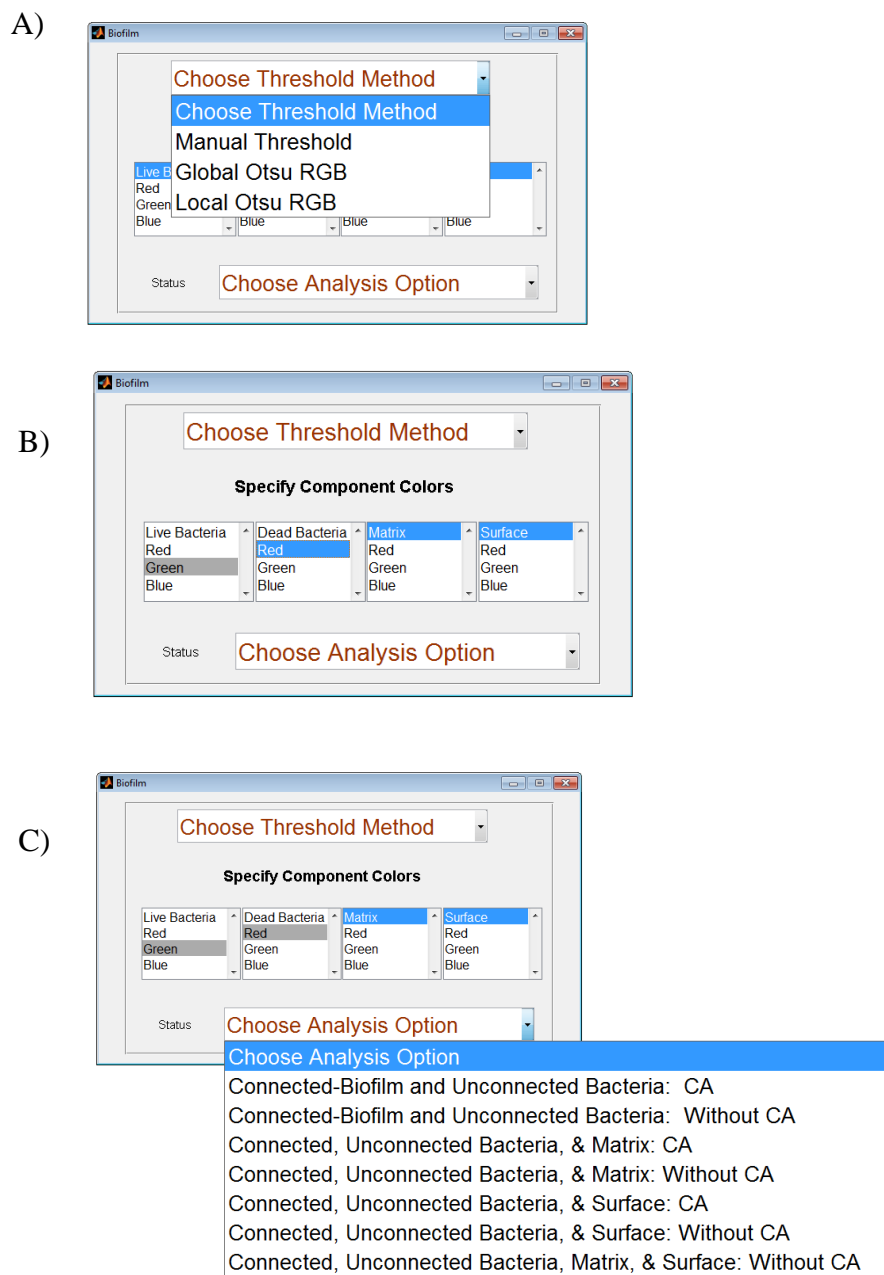 A)
Biofilm
Choose Threshold Method
Choose Threshold Method
Manual Threshold
Global Otsu RGB
Local Otsu RGB
Live B
Red
Green
Blue Blue Blue Blue
Status Choose Analysis Option
B)
Biofilm
Choose Threshold Method
Specify Component Colors
Live Bacteria Dead Bacteria Matrix Surface
Red Red Red Red
Green Green Green Green
Blue Blue Blue Blue
Status Choose Analysis Option
C)
Biofilm
Choose Threshold Method
Specify Component Colors
Live Bacteria Dead Bacteria Matrix Surface
Red Red Red Red
Green Green Green Green
Blue Blue Blue Blue
Status Choose Analysis Option
Choose Analysis Option
Connected-Biofilm and Unconnected Bacteria:  CA
Connected-Biofilm and Unconnected Bacteria:  Without CA
Connected, Unconnected Bacteria, & Matrix: CA
Connected, Unconnected Bacteria, & Matrix: Without CA
Connected, Unconnected Bacteria, & Surface: CA
Connected, Unconnected Bacteria, & Surface: Without CA
Connected, Unconnected Bacteria, Matrix, & Surface: Without CA